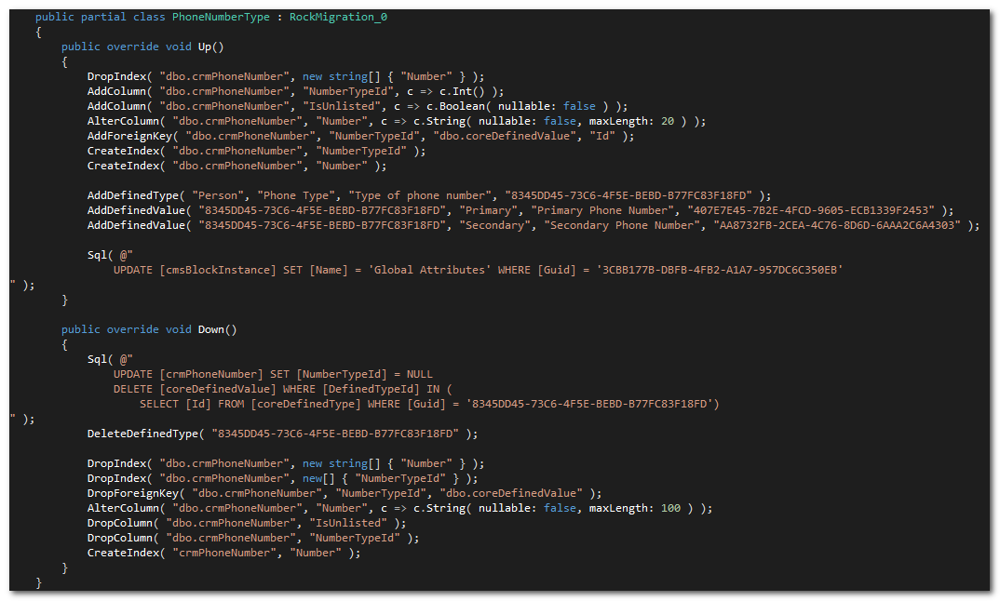 public partial class PhoneNumberType : RockMigration_0
{
public override void Up()
{
DropIndex( "dbo.crmPhoneNumber", new string[] { "Number" } );
AddColumn( "dbo.crmPhoneNumber", "NumberTypeId", c => c.Int() );
AddColumn( "dbo.crmPhoneNumber", "IsUnlisted", c => c.Boolean( nullable: false ) );
AlterColumn( "dbo.crmPhoneNumber", "Number", c => c.String( nullable: false, maxLength: 20 ) );
AddForeignKey( "dbo.crmPhoneNumber", "NumberTypeId", "dbo.coreDefinedValue", "Id" );
CreateIndex( "dbo.crmPhoneNumber", "NumberTypeId" );
CreateIndex( "dbo.crmPhoneNumber", "Number" );
AddDefinedType( "Person", "Phone Type", "Type of phone number", "8345DD45-73C6-4F5E-BEBD-B77FC83F18FD" );
AddDefinedValue( "8345DD45-73C6-4F5E-BEBD-B77FC83F18FD", "Primary", "Primary Phone Number", "407E7E45-7B2E-4FCD-9605-ECB1339F2453" );
AddDefinedValue( "8345DD45-73C6-4F5E-BEBD-B77FC83F18FD", "Secondary", "Secondary Phone Number", "AA8732FB-2CEA-4C76-8D6D-6AAA2C6A4303" );
Sql( @"
UPDATE [cmsBlockInstance] SET [Name] = 'Global Attributes' WHERE [Guid] = '3CBB177B-DBFB-4FB2-A1A7-957DC6C350EB'
" );
}
public override void Down()
{
Sql( @"
UPDATE [crmPhoneNumber] SET [NumberTypeId] = NULL
DELETE [coreDefinedValue] WHERE [DefinedTypeId] IN (
SELECT [Id] FROM [coreDefinedType] WHERE [Guid] = '8345DD45-73C6-4F5E-BEBD-B77FC83F18FD')
" );
DeleteDefinedType( "8345DD45-73C6-4F5E-BEBD-B77FC83F18FD" );
DropIndex( "dbo.crmPhoneNumber", new string[] { "Number" } );
DropIndex( "dbo.crmPhoneNumber", new[] { "NumberTypeId" } );
DropForeignKey( "dbo.crmPhoneNumber", "NumberTypeId", "dbo.coreDefinedValue" );
AlterColumn( "dbo.crmPhoneNumber", "Number", c => c.String( nullable: false, maxLength: 100 ) );
DropColumn( "dbo.crmPhoneNumber", "IsUnlisted" );
DropColumn( "dbo.crmPhoneNumber", "NumberTypeId" );
CreateIndex( "crmPhoneNumber", "Number" );
}
}